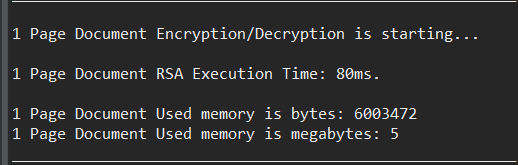 1 Page Document Encryption/Decryption is starting...
1 Page Document RSA Execution Time: 80ms.
1 Page Document Used memory is bytes: 6003472
1 Page Document Used memory is megabytes: 5